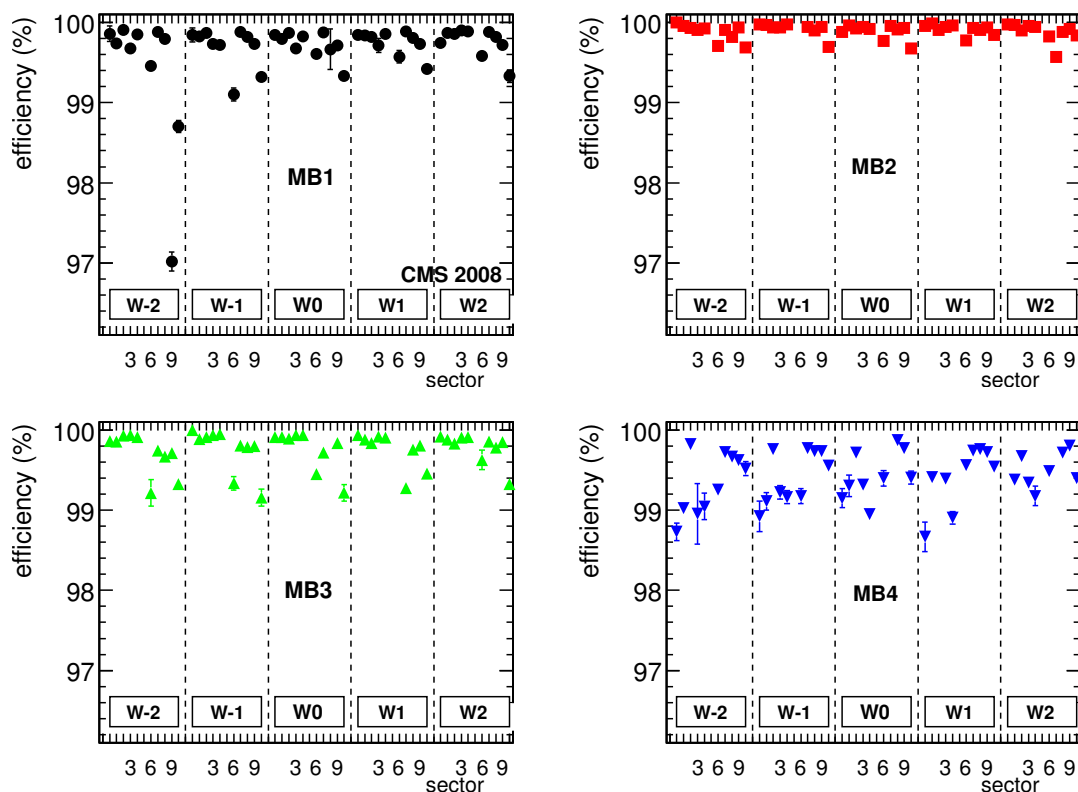 efficiency (%)
100
99
98
97
MB1
CMS 2008
W-2 W-1 W0 W1 W2
3 6 9 3 6 9 3 6 9 3 6 9 3 6 9
sector
efficiency (%)
100
99
98
97
MB2
W-2 W-1 W0 W1 W2
3 6 9 3 6 9 3 6 9 3 6 9 3 6 9
sector
efficiency (%)
100
99
98
97
MB3
W-2 W-1 W0 W1 W2
3 6 9 3 6 9 3 6 9 3 6 9 3 6 9
sector
efficiency (%)
100
99
98
97
MB4
W-2 W-1 W0 W1 W2
3 6 9 3 6 9 3 6 9 3 6 9 3 6 9
sector